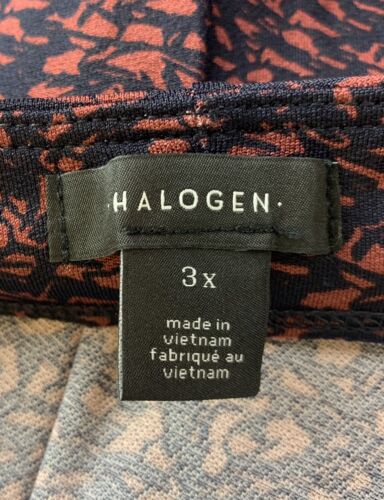 ·HALOGEN·
3x
made in
vietnam
fabriqué au
vietnam